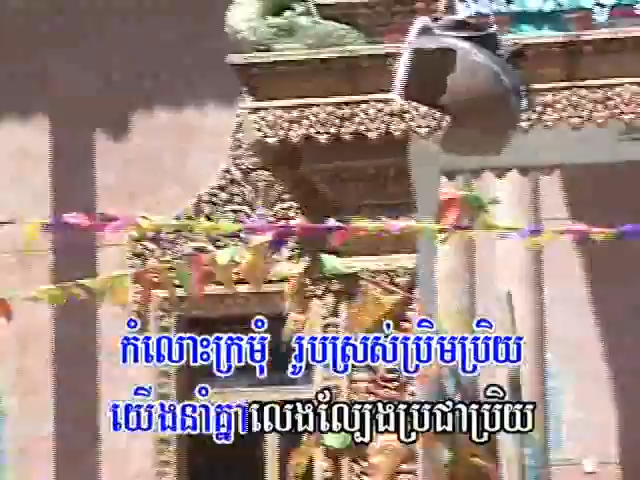 កំលោះក្រមុំ រូបស្រស់ប្រិមប្រិយ
យើងនាំគ្នាលេងល្បែងប្រជាប្រិយ